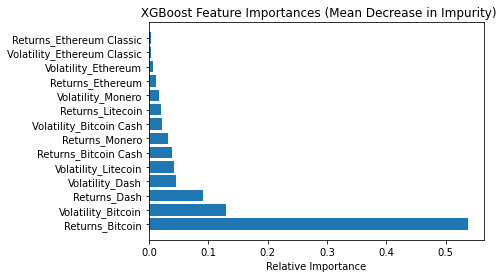 XGBoost Feature Importances (Mean Decrease in Impurity)
Returns_Ethereum Classic
Volatility_Ethereum Classic
Volatility_Ethereum
Returns_Ethereum
Volatility_Monero
Returns_Litecoin
Volatility_Bitcoin Cash
Returns_Monero
Returns_Bitcoin Cash
Volatility_Litecoin
Volatility_Dash
Returns_Dash
Volatility_Bitcoin
Returns_Bitcoin
0.0 0.1 0.2 0.3 0.4 0.5
Relative Importance